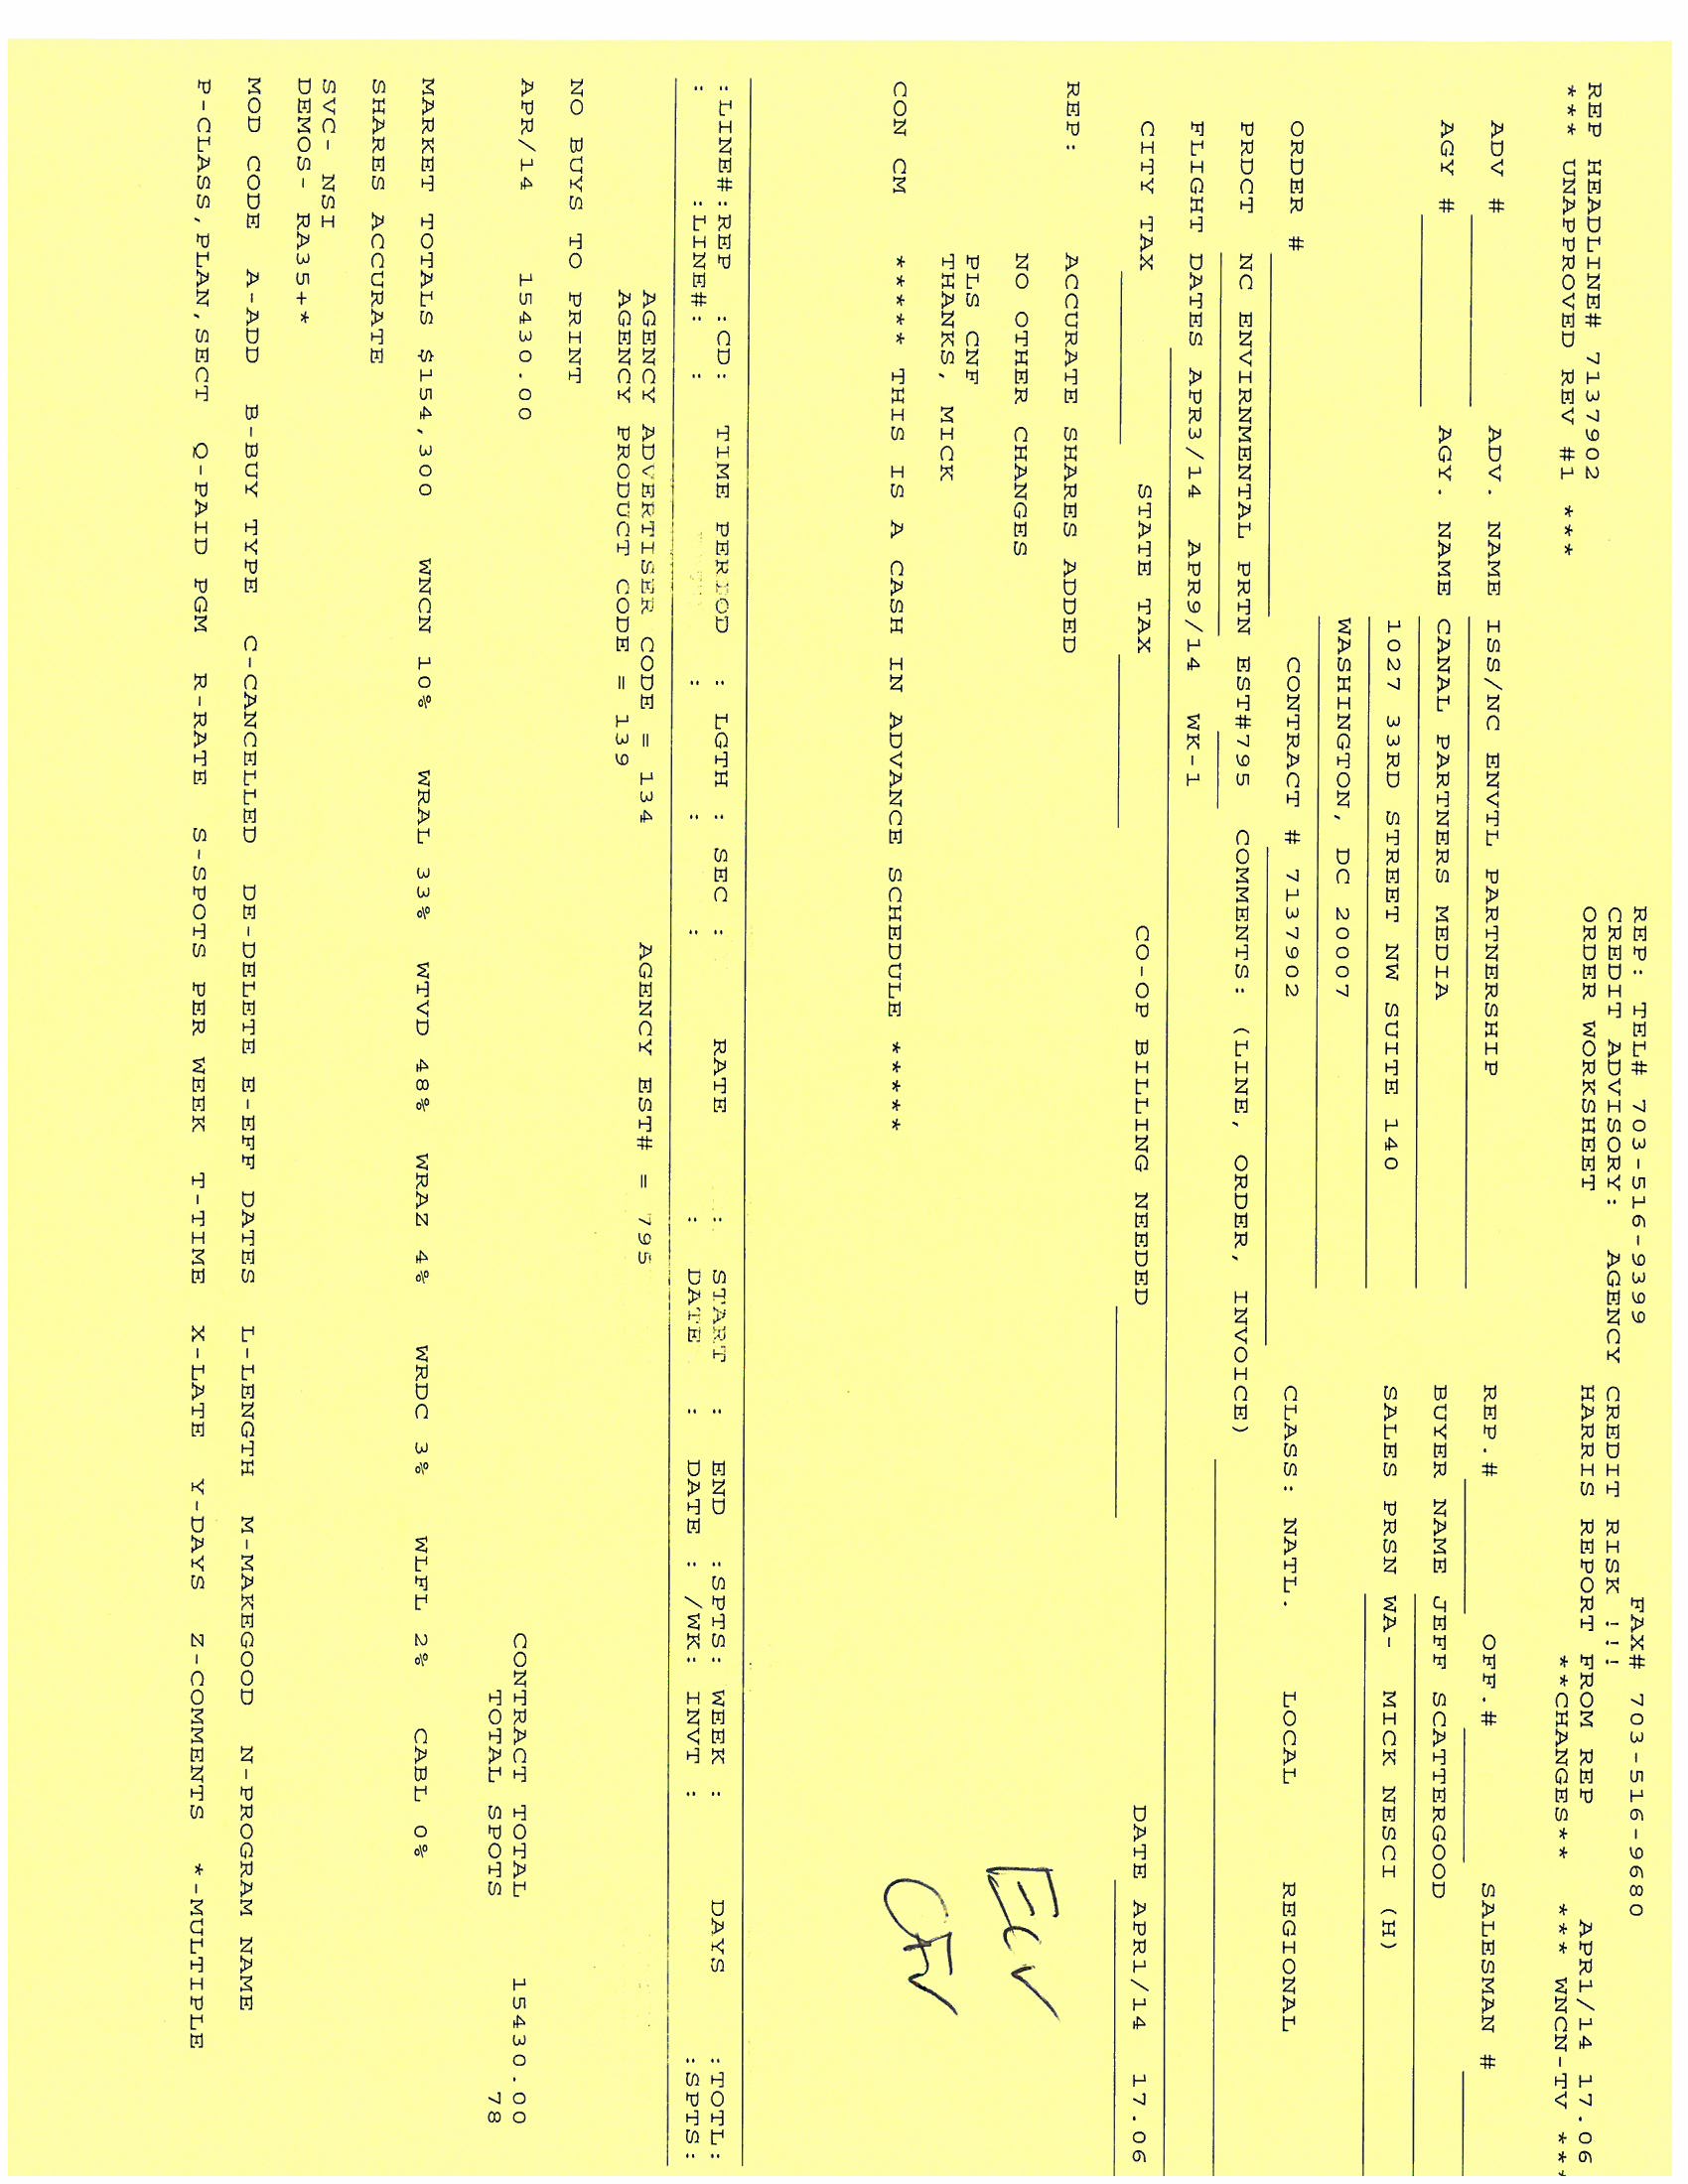 REP: TEL# 703-516-9399 FAX# 703-516-9680
CREDIT ADVISORY: AGENCY CREDIT RISK !!!
REP HEADLINE# 7137902 ORDER WORKSHEET HARRIS REPORT FROM REP APR1/14 17.06
*** UNAPPROVED REV #1 *** **CHANGES** *** WNCN-TV ***
ADV # ADV. NAME ISS/NC ENVTL PARTNERSHIP REP.# OFF.# SALESMAN #
AGY # AGY. NAME CANAL PARTNERS MEDIA BUYER NAME JEFF SCATTERGOOD
1027 33RD STREET NW SUITE 140 SALES PRSN WA- MICK NESCI (H)
WASHINGTON, DC 20007
ORDER # CONTRACT # 7137902 CLASS: NATL. LOCAL REGIONAL
PRDCT NC ENVIRNMENTAL PRTN EST#795 COMMENTS: (LINE, ORDER, INVOICE)
FLIGHT DATES APR3/14 APR9/14 WK-1
CITY TAX STATE TAX CO-OP BILLING NEEDED DATE APR1/14 17.06
REP: ACCURATE SHARES ADDED
NO OTHER CHANGES
PLS CNF
THANKS, MICK
CON CM ***** THIS IS A CASH IN ADVANCE SCHEDULE *****
:LINE#:REP :CD: TIME PERIOD : LGTH : SEC : RATE : START : END :SPTS: WEEK : DAYS :TOTL:
: :LINE#: : : : : : DATE : DATE : /WK: INVT : :SPTS:
AGENCY ADVERTISER CODE = 134 AGENCY EST# = 795
AGENCY PRODUCT CODE = 139
NO BUYS TO PRINT
APR/14 15430.00 CONTRACT TOTAL 15430.00
TOTAL SPOTS 78
MARKET TOTALS $154,300 WNCN 10% WRAL 33% WTVD 48% WRAZ 4% WRDC 3% WLFL 2% CABL 0%
SHARES ACCURATE
SVC- NSI
DEMOS- RA35+*
MOD CODE A-ADD B-BUY TYPE C-CANCELLED DE-DELETE E-EFF DATES L-LENGTH M-MAKEGOOD N-PROGRAM NAME
P-CLASS,PLAN,SECT Q-PAID PGM R-RATE S-SPOTS PER WEEK T-TIME X-LATE Y-DAYS Z-COMMENTS *-MULTIPLE